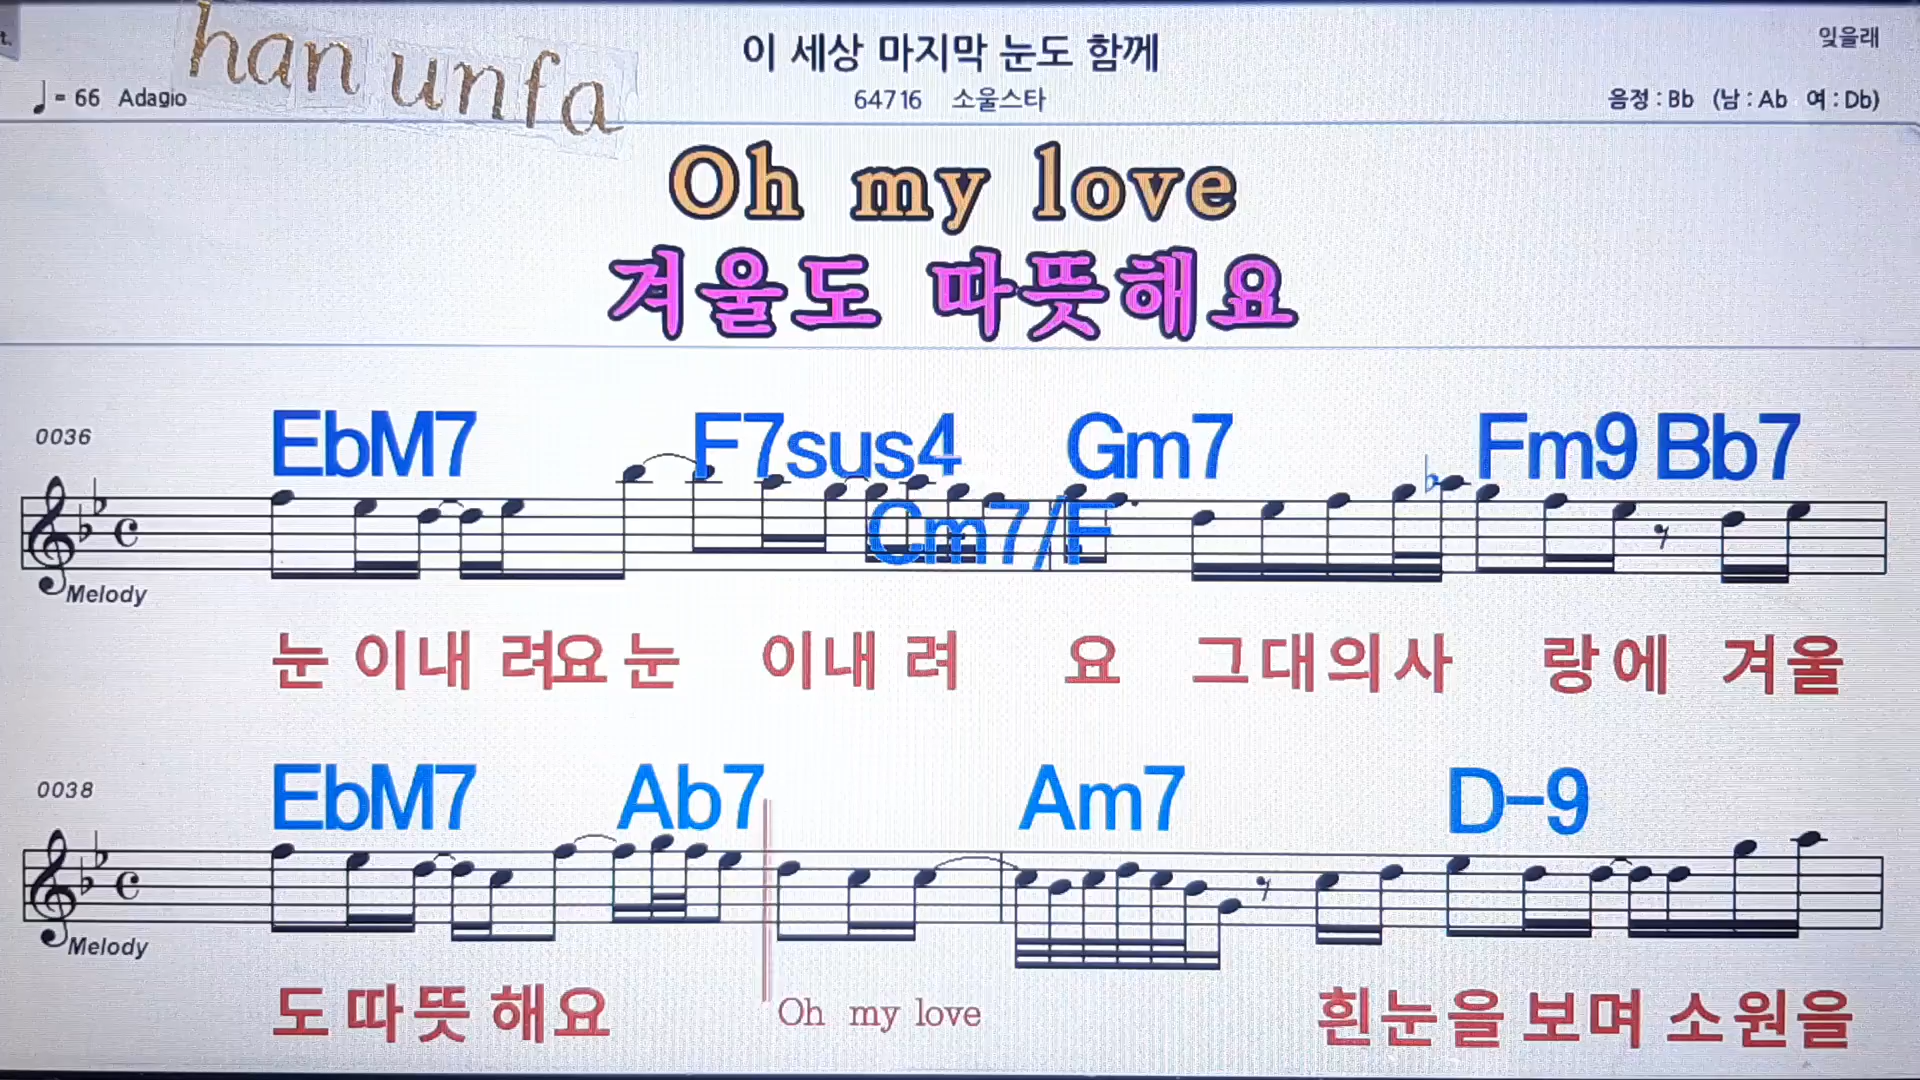 han unfa
이 세상 마지막 눈도 함께
잊을래
♩= 66 Adagio
64716 소울스타
음정 : Bb (남 : Ab 여 : Db)
Oh my love
겨울도 따뜻해요
0036
EbM7 F7sus4 Gm7 Fm9 Bb7
Cm7/F
Melody
눈 이내 려요 눈 이내 려 요 그대의사 랑에 겨울
0038
EbM7 Ab7 Am7 D-9
Melody
도 따뜻 해요 Oh my love 흰눈을 보며 소원을